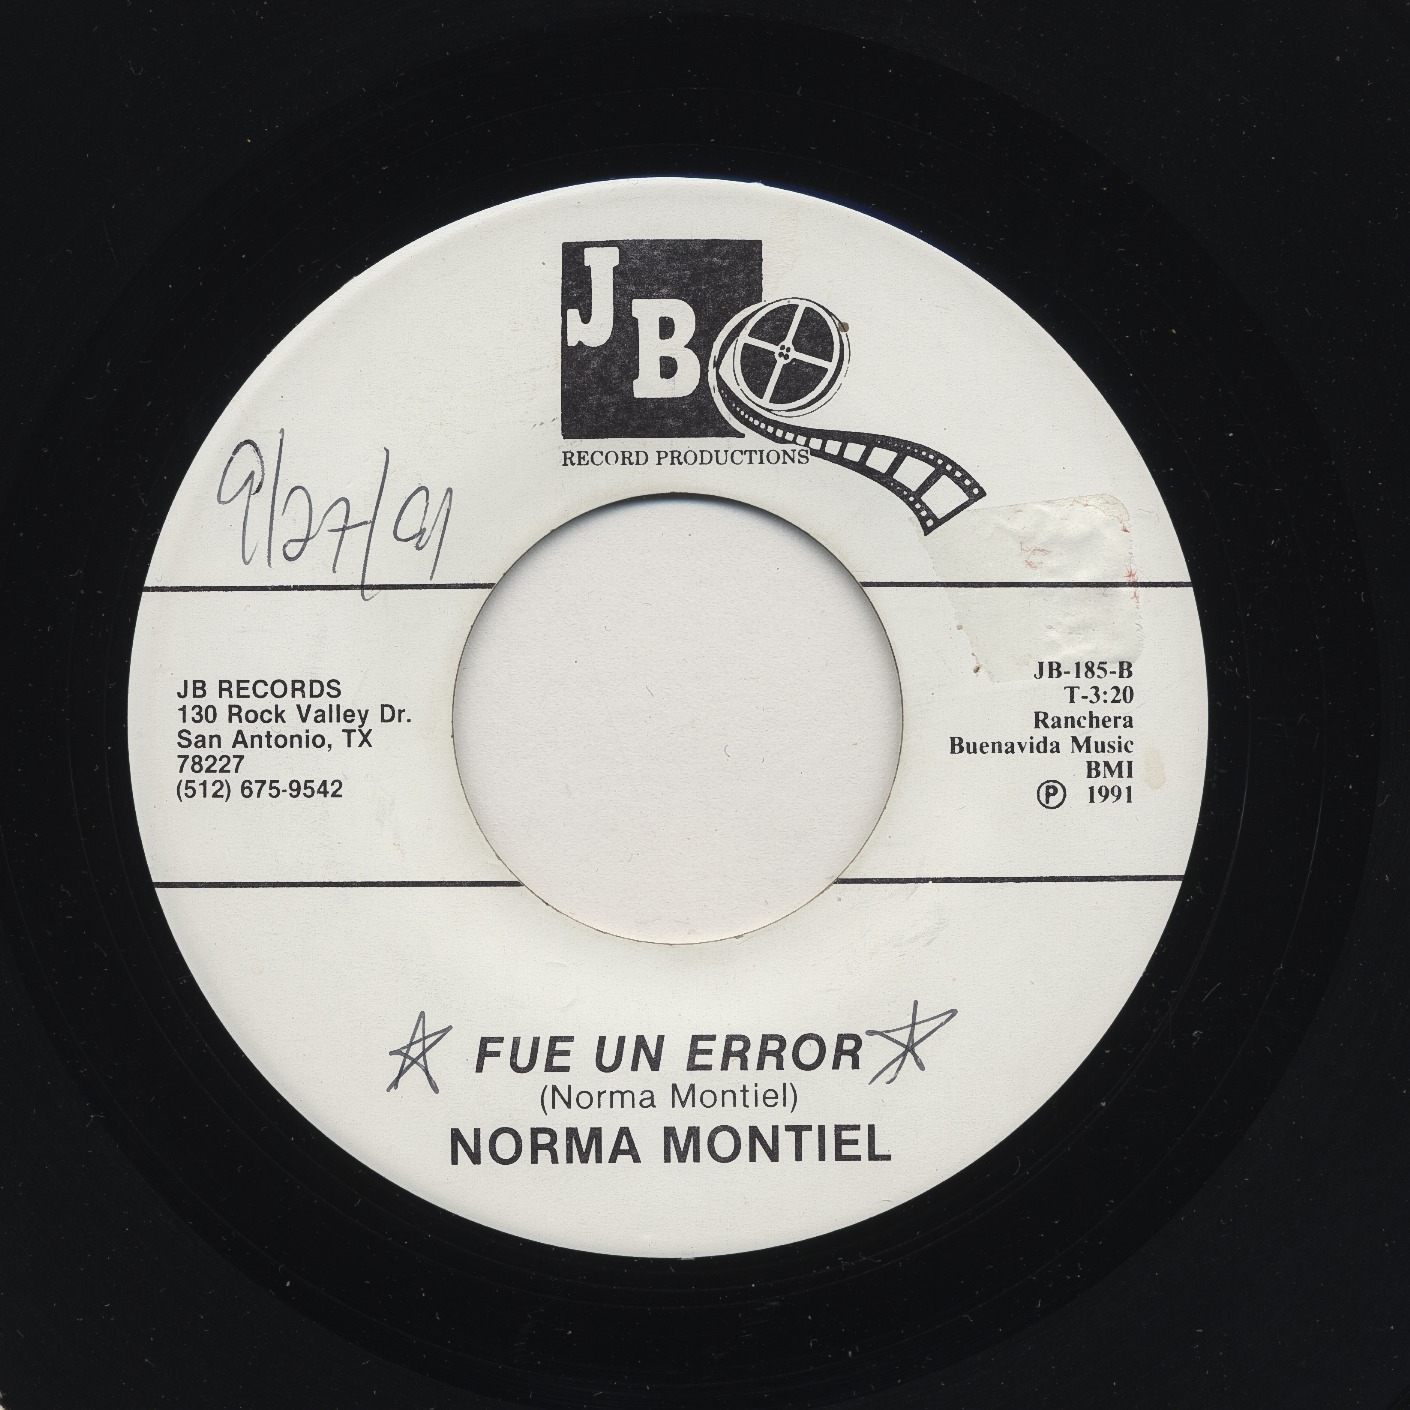 JB
RECORD PRODUCTIONS
9/27/91
JB RECORDS
130 Rock Valley Dr.
San Antonio, TX
78227
(512) 675-9542
JB-185-B
T-3:20
Ranchera
Buenavida Music
BMI
Ⓟ 1991
FUE UN ERROR
(Norma Montiel)
NORMA MONTIEL